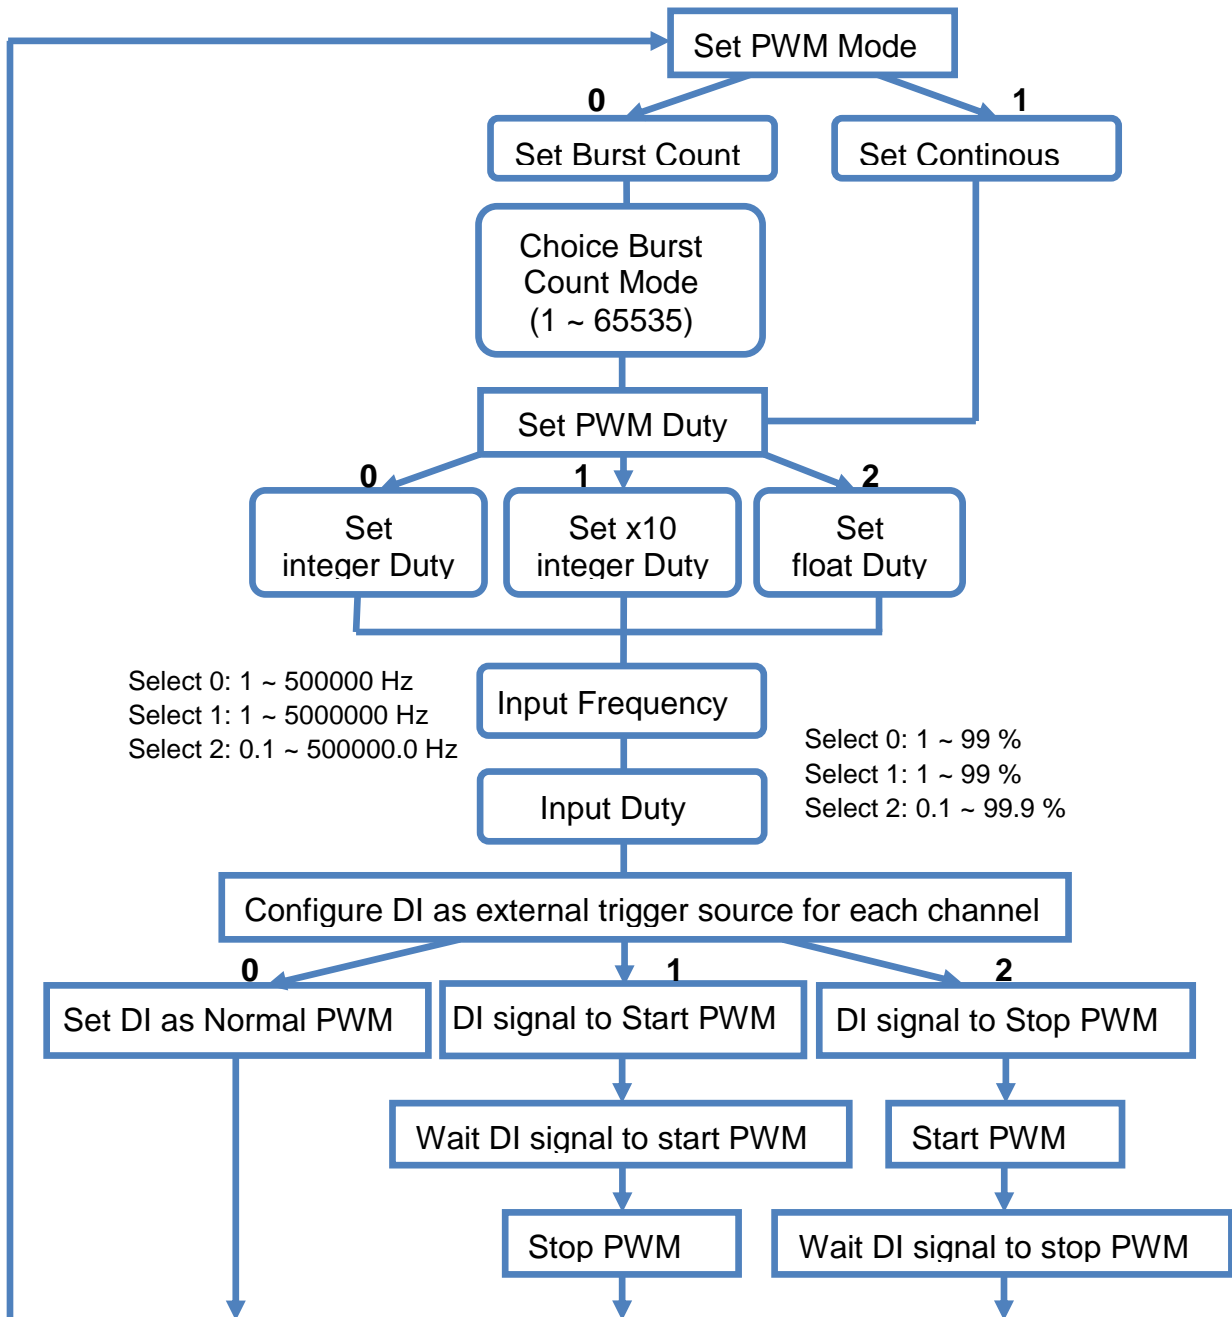 Set PWM Mode
0
1
Set Burst Count
Set Continous
Choice Burst
Count Mode
(1 ~ 65535)
Set PWM Duty
0
1
2
Set
integer Duty
Set x10
integer Duty
Set
float Duty
Select 0: 1 ~ 500000 Hz
Select 1: 1 ~ 5000000 Hz
Select 2: 0.1 ~ 500000.0 Hz
Input Frequency
Select 0: 1 ~ 99 %
Select 1: 1 ~ 99 %
Select 2: 0.1 ~ 99.9 %
Input Duty
Configure DI as external trigger source for each channel
0
1
2
Set DI as Normal PWM
DI signal to Start PWM
DI signal to Stop PWM
Wait DI signal to start PWM
Start PWM
Stop PWM
Wait DI signal to stop PWM